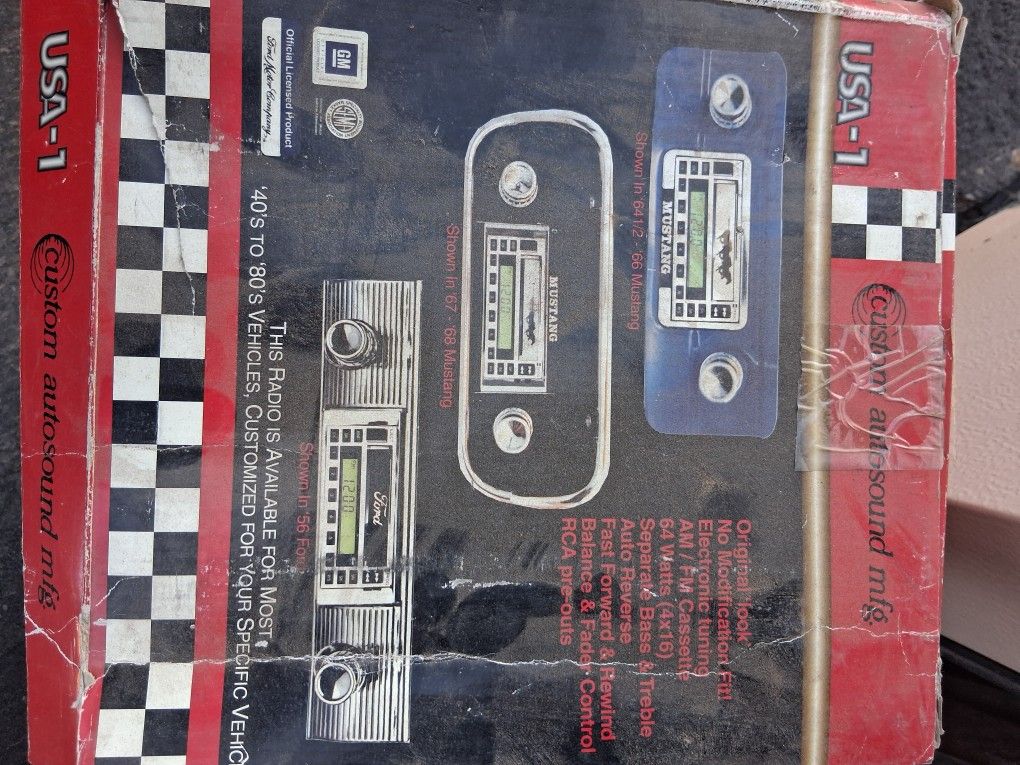 USA-1
custom autosound mfg
MUSTANG
Shown In '64 1/2 - '66 Mustang
Original look
No Modification Fit!
Electronic tuning
AM / FM Cassette
64 Watts (4x16)
Separate Bass & Treble
Auto Reverse
Fast Forward & Rewind
Balance & Fader Control
RCA pre-outs
MUSTANG
12:00
Shown In '67 - '68 Mustang
Ford
12:00
Shown In '56 Ford
GM
Official Licensed Product
Ford Motor Company
THIS RADIO IS AVAILABLE FOR MOST
'40'S TO '80'S VEHICLES, CUSTOMIZED FOR YOUR SPECIFIC VEHIC
USA-1
custom autosound mfg